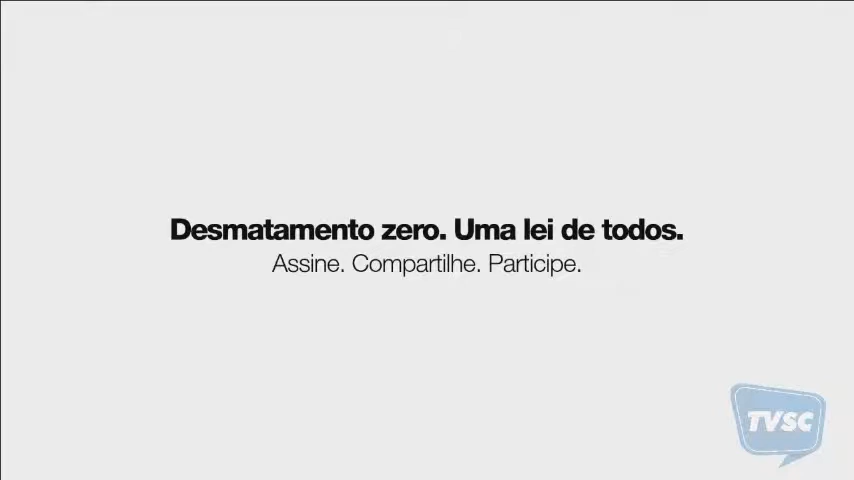 Desmatamento zero. Uma lei de todos.
Assine. Compartilhe. Participe.
TVSC